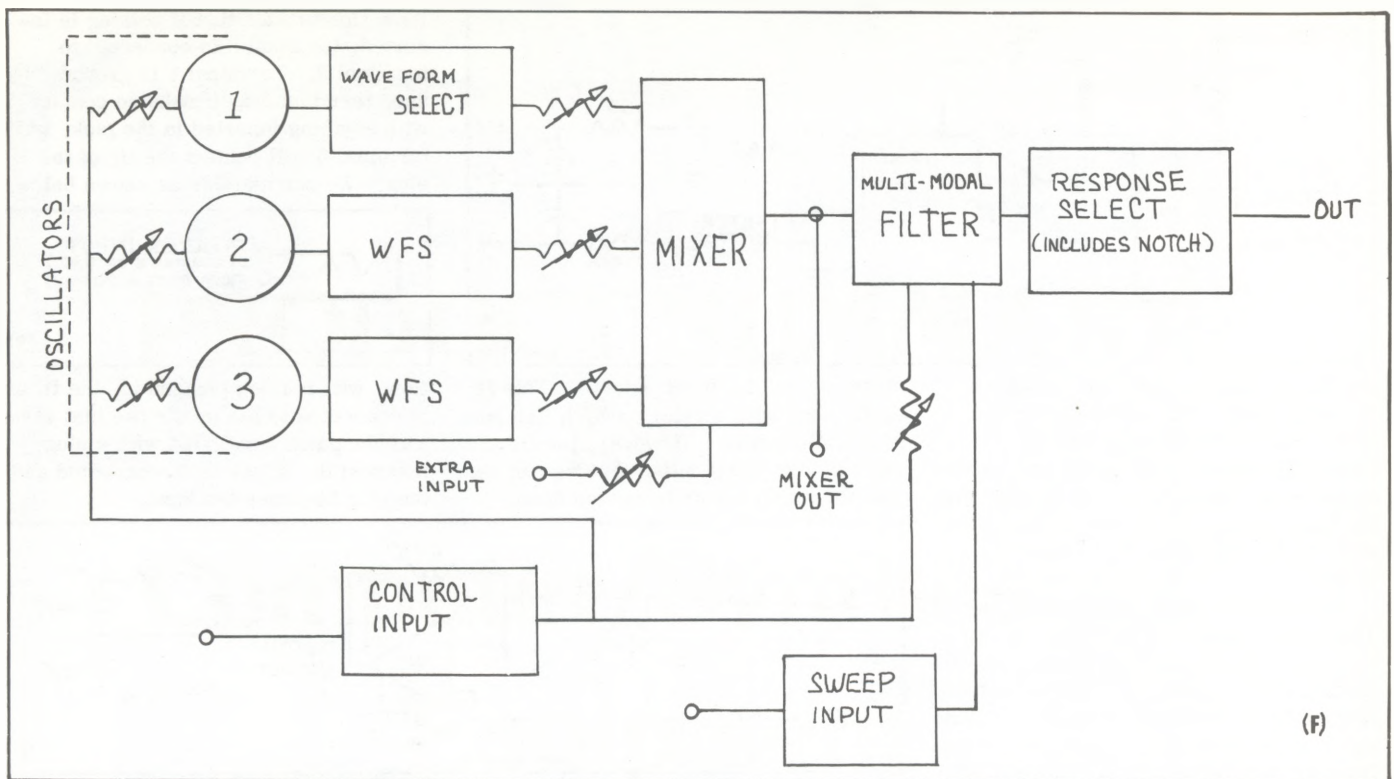 OSCILLATORS
1
WAVE FORM
SELECT
2
WFS
3
WFS
EXTRA
INPUT
MIXER
MIXER
OUT
MULTI-MODAL
FILTER
RESPONSE
SELECT
(INCLUDES NOTCH)
OUT
CONTROL
INPUT
SWEEP
INPUT
(F)